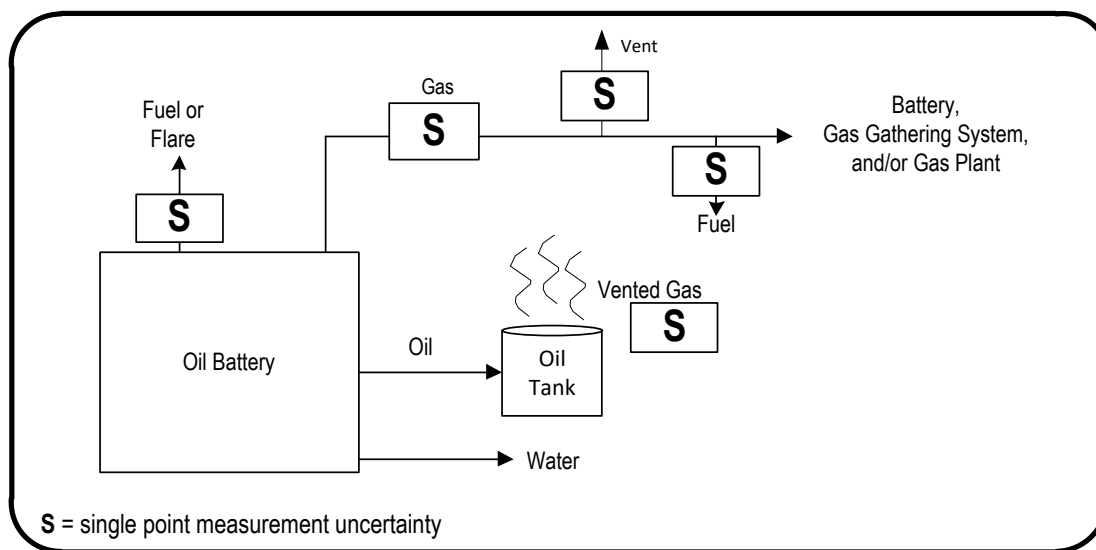 Vent
S
Gas
S
Fuel or
Flare
S
Battery,
Gas Gathering System,
and/or Gas Plant
S
Fuel
Vented Gas
S
Oil Battery
Oil
Oil
Tank
Water
S = single point measurement uncertainty